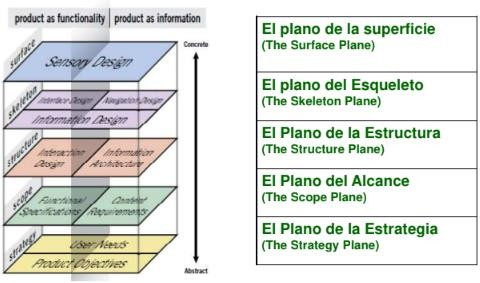 product as functionality product as information
Concrete
surface
Sensory Design
skeleton
Interface Design Navigation Design
Information Design
structure
Interaction Design
Information Architecture
scope
Functional Specifications
Content Requirements
strategy
User Needs
Product Objectives
Abstract
El plano de la superficie
(The Surface Plane)
El plano del Esqueleto
(The Skeleton Plane)
El Plano de la Estructura
(The Structure Plane)
El Plano del Alcance
(The Scope Plane)
El Plano de la Estrategia
(The Strategy Plane)